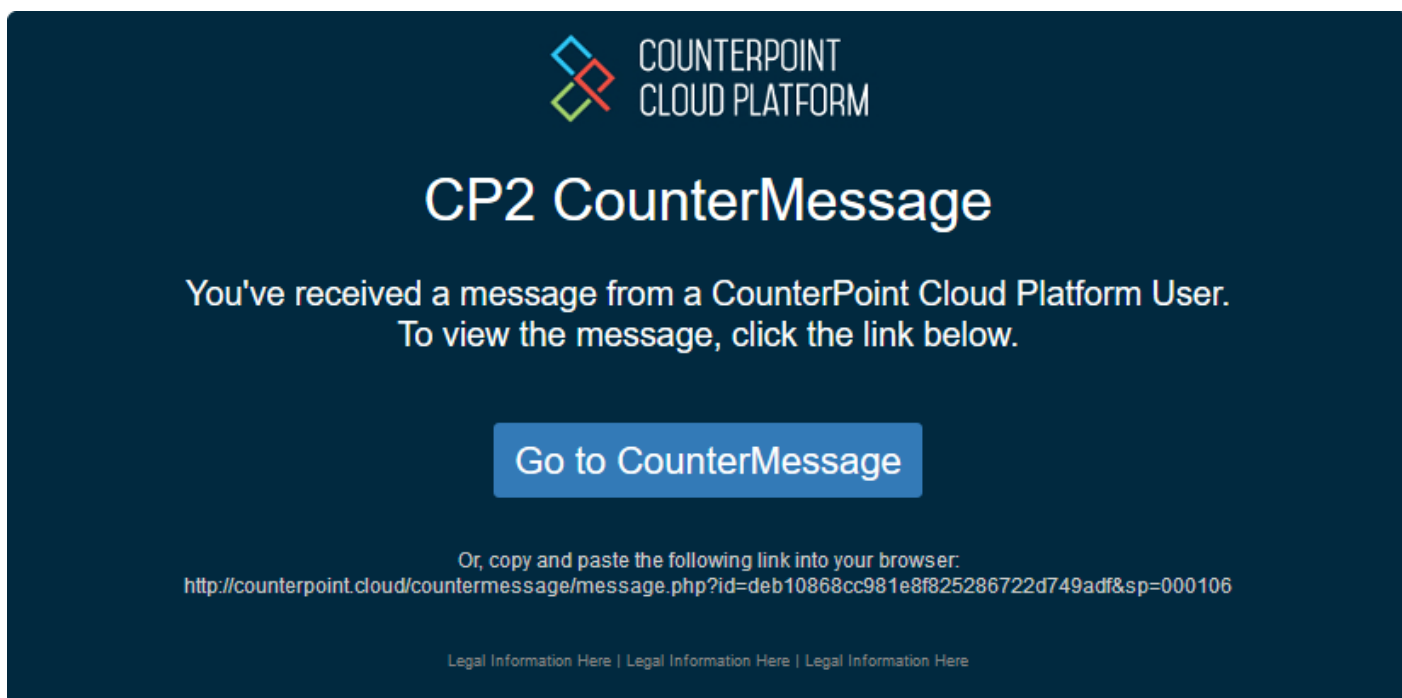 COUNTERPOINT
CLOUD PLATFORM
CP2 CounterMessage
You've received a message from a CounterPoint Cloud Platform User.
To view the message, click the link below.
Go to CounterMessage
Or, copy and paste the following link into your browser:
http://counterpoint.cloud/countermessage/message.php?id=deb10868cc981e8f825286722d749adf&sp=000106
Legal Information Here | Legal Information Here | Legal Information Here